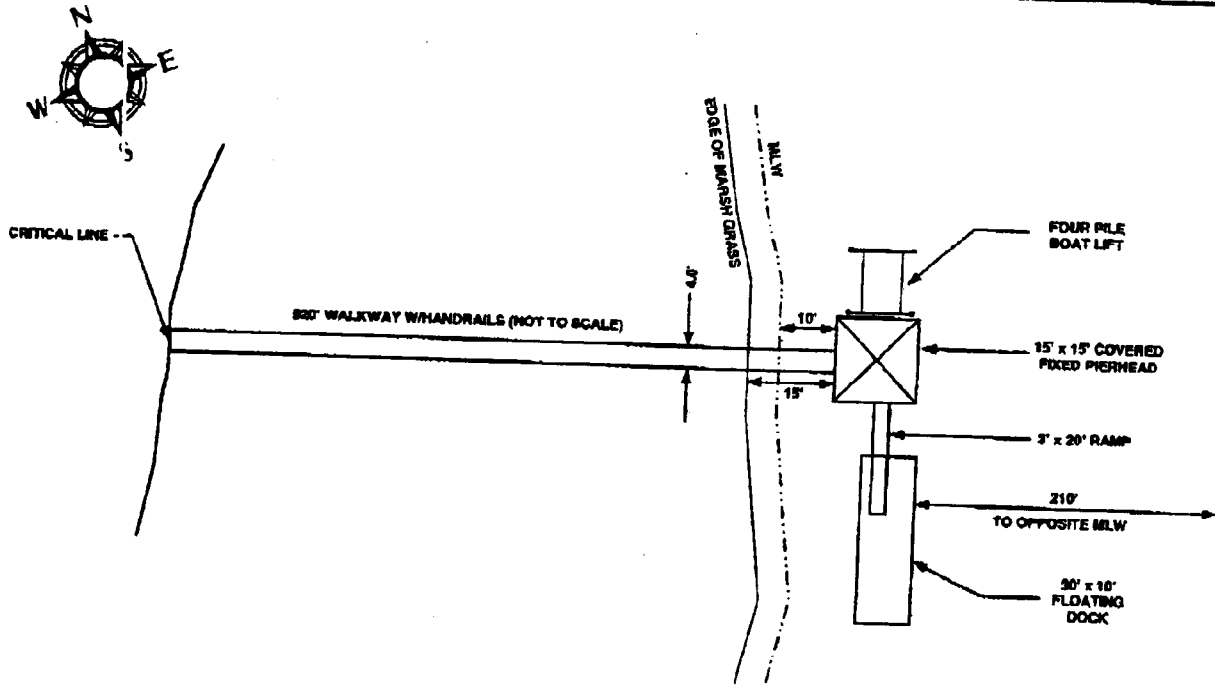 N
E
W
S
CRITICAL LINE
EDGE OF MARSH GRASS
MLW
FOUR PILE
BOAT LIFT
4.0'
WALKWAY W/HANDRAILS (NOT TO SCALE)
10'
15' x 15' COVERED
FIXED PIERHEAD
15'
3' x 20' RAMP
210'
TO OPPOSITE MLW
x 10'
FLOATING
DOCK